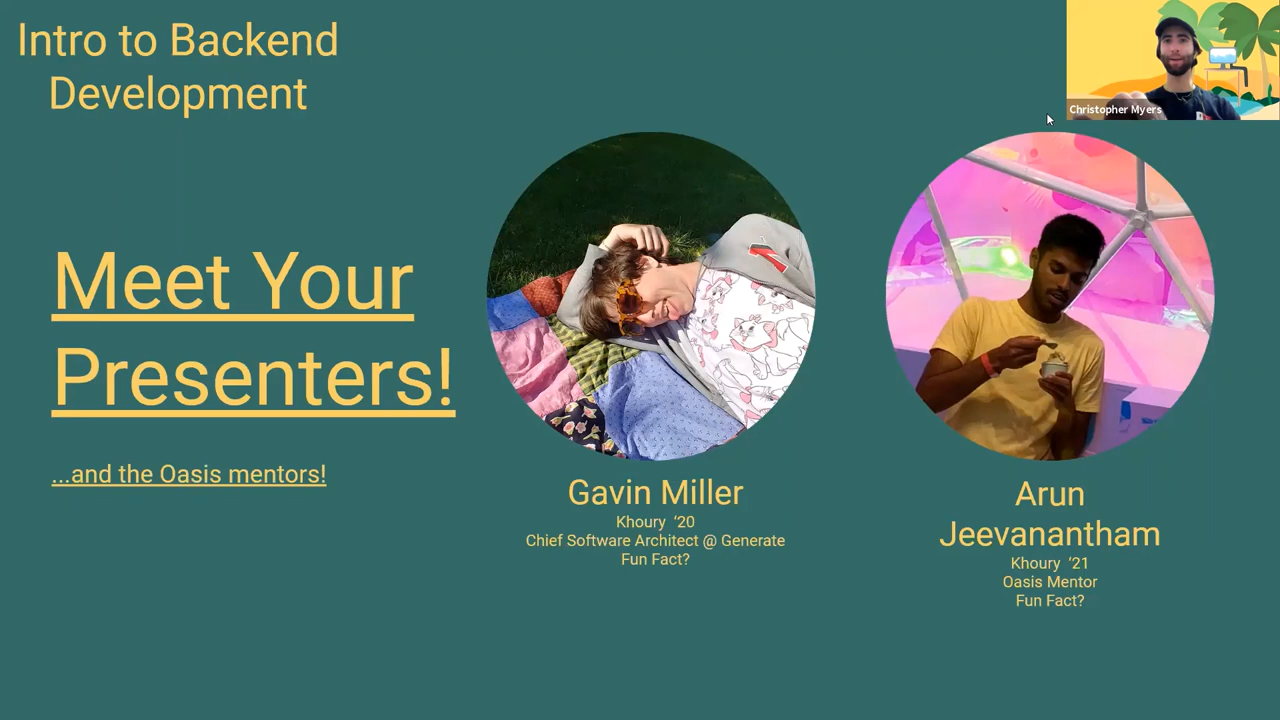 Intro to Backend
Development
Christopher Myers
Meet Your
Presenters!
...and the Oasis mentors!
Gavin Miller
Khoury ‘20
Chief Software Architect @ Generate
Fun Fact?
Arun
Jeevanantham
Khoury ‘21
Oasis Mentor
Fun Fact?